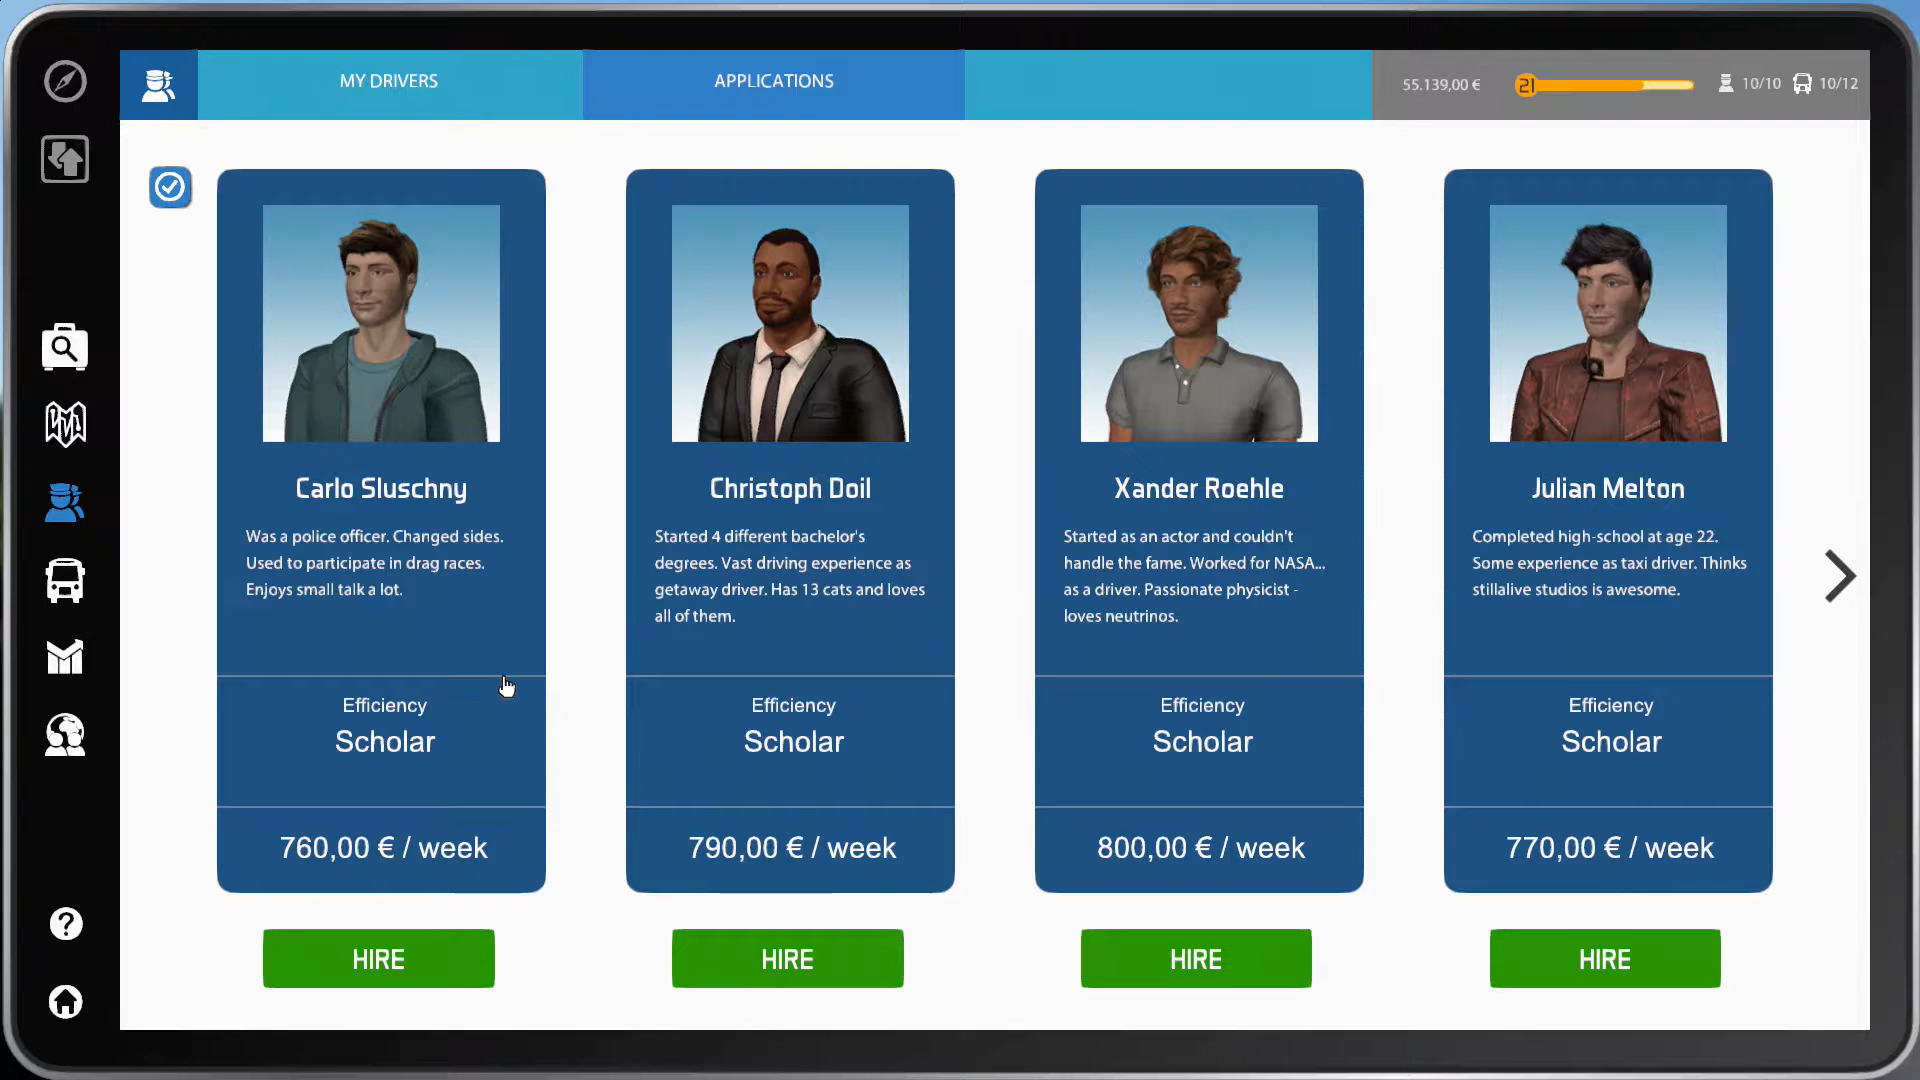 MY DRIVERS
APPLICATIONS
55.139,00 €
21
10/10
10/12
Carlo Sluschny
Was a police officer. Changed sides.
Used to participate in drag races.
Enjoys small talk a lot.
Efficiency
Scholar
760,00 € / week
HIRE
Christoph Doil
Started 4 different bachelor's
degrees. Vast driving experience as
getaway driver. Has 13 cats and loves
all of them.
Efficiency
Scholar
790,00 € / week
HIRE
Xander Roehle
Started as an actor and couldn't
handle the fame. Worked for NASA...
as a driver. Passionate physicist -
loves neutrinos.
Efficiency
Scholar
800,00 € / week
HIRE
Julian Melton
Completed high-school at age 22.
Some experience as taxi driver. Thinks
stillalive studios is awesome.
Efficiency
Scholar
770,00 € / week
HIRE